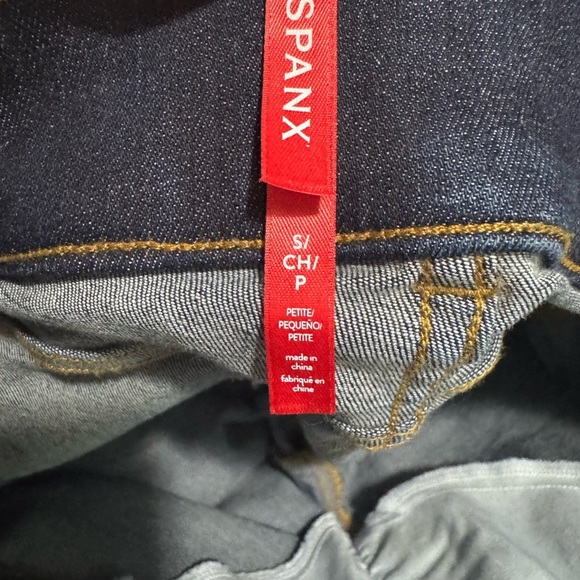 SPANX
S/
CH/
P
PETITE/
PEQUEÑO/
PETITE
made in
china
fabriqué en
chine